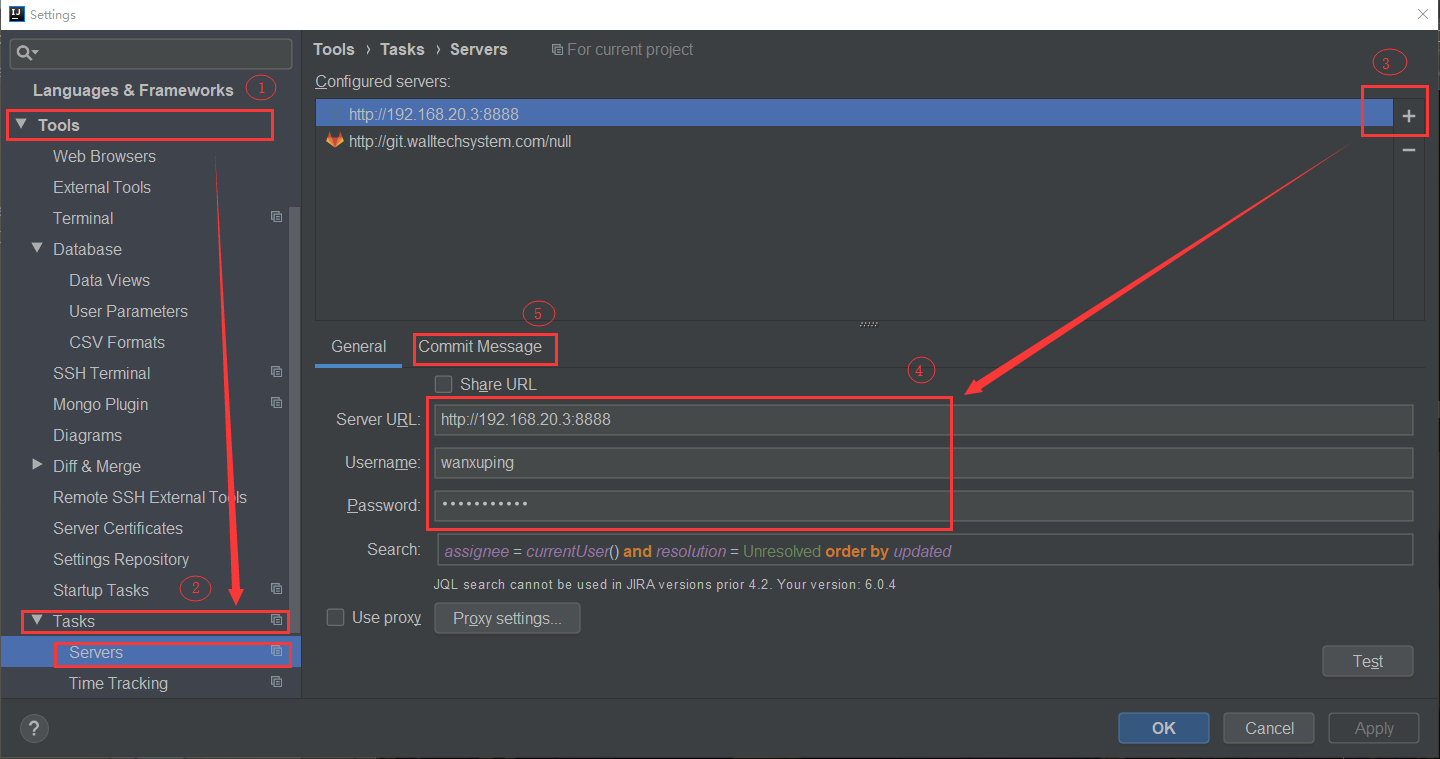 Settings
Languages & Frameworks ①
Tools
Web Browsers
External Tools
Terminal
Database
Data Views
User Parameters
CSV Formats
SSH Terminal
Mongo Plugin
Diagrams
Diff & Merge
Remote SSH External Tools
Server Certificates
Settings Repository
Startup Tasks ②
Tasks
Servers
Time Tracking
Tools › Tasks › Servers For current project
③
Configured servers:
http://192.168.20.3:8888
http://git.walltechsystem.com/null
⑤
General Commit Message
④
Share URL
Server URL: http://192.168.20.3:8888
Username: wanxuping
Password: •••••••••••
Search: assignee = currentUser() and resolution = Unresolved order by updated
JQL search cannot be used in JIRA versions prior 4.2. Your version: 6.0.4
Use proxy Proxy settings...
Test
? OK Cancel Apply